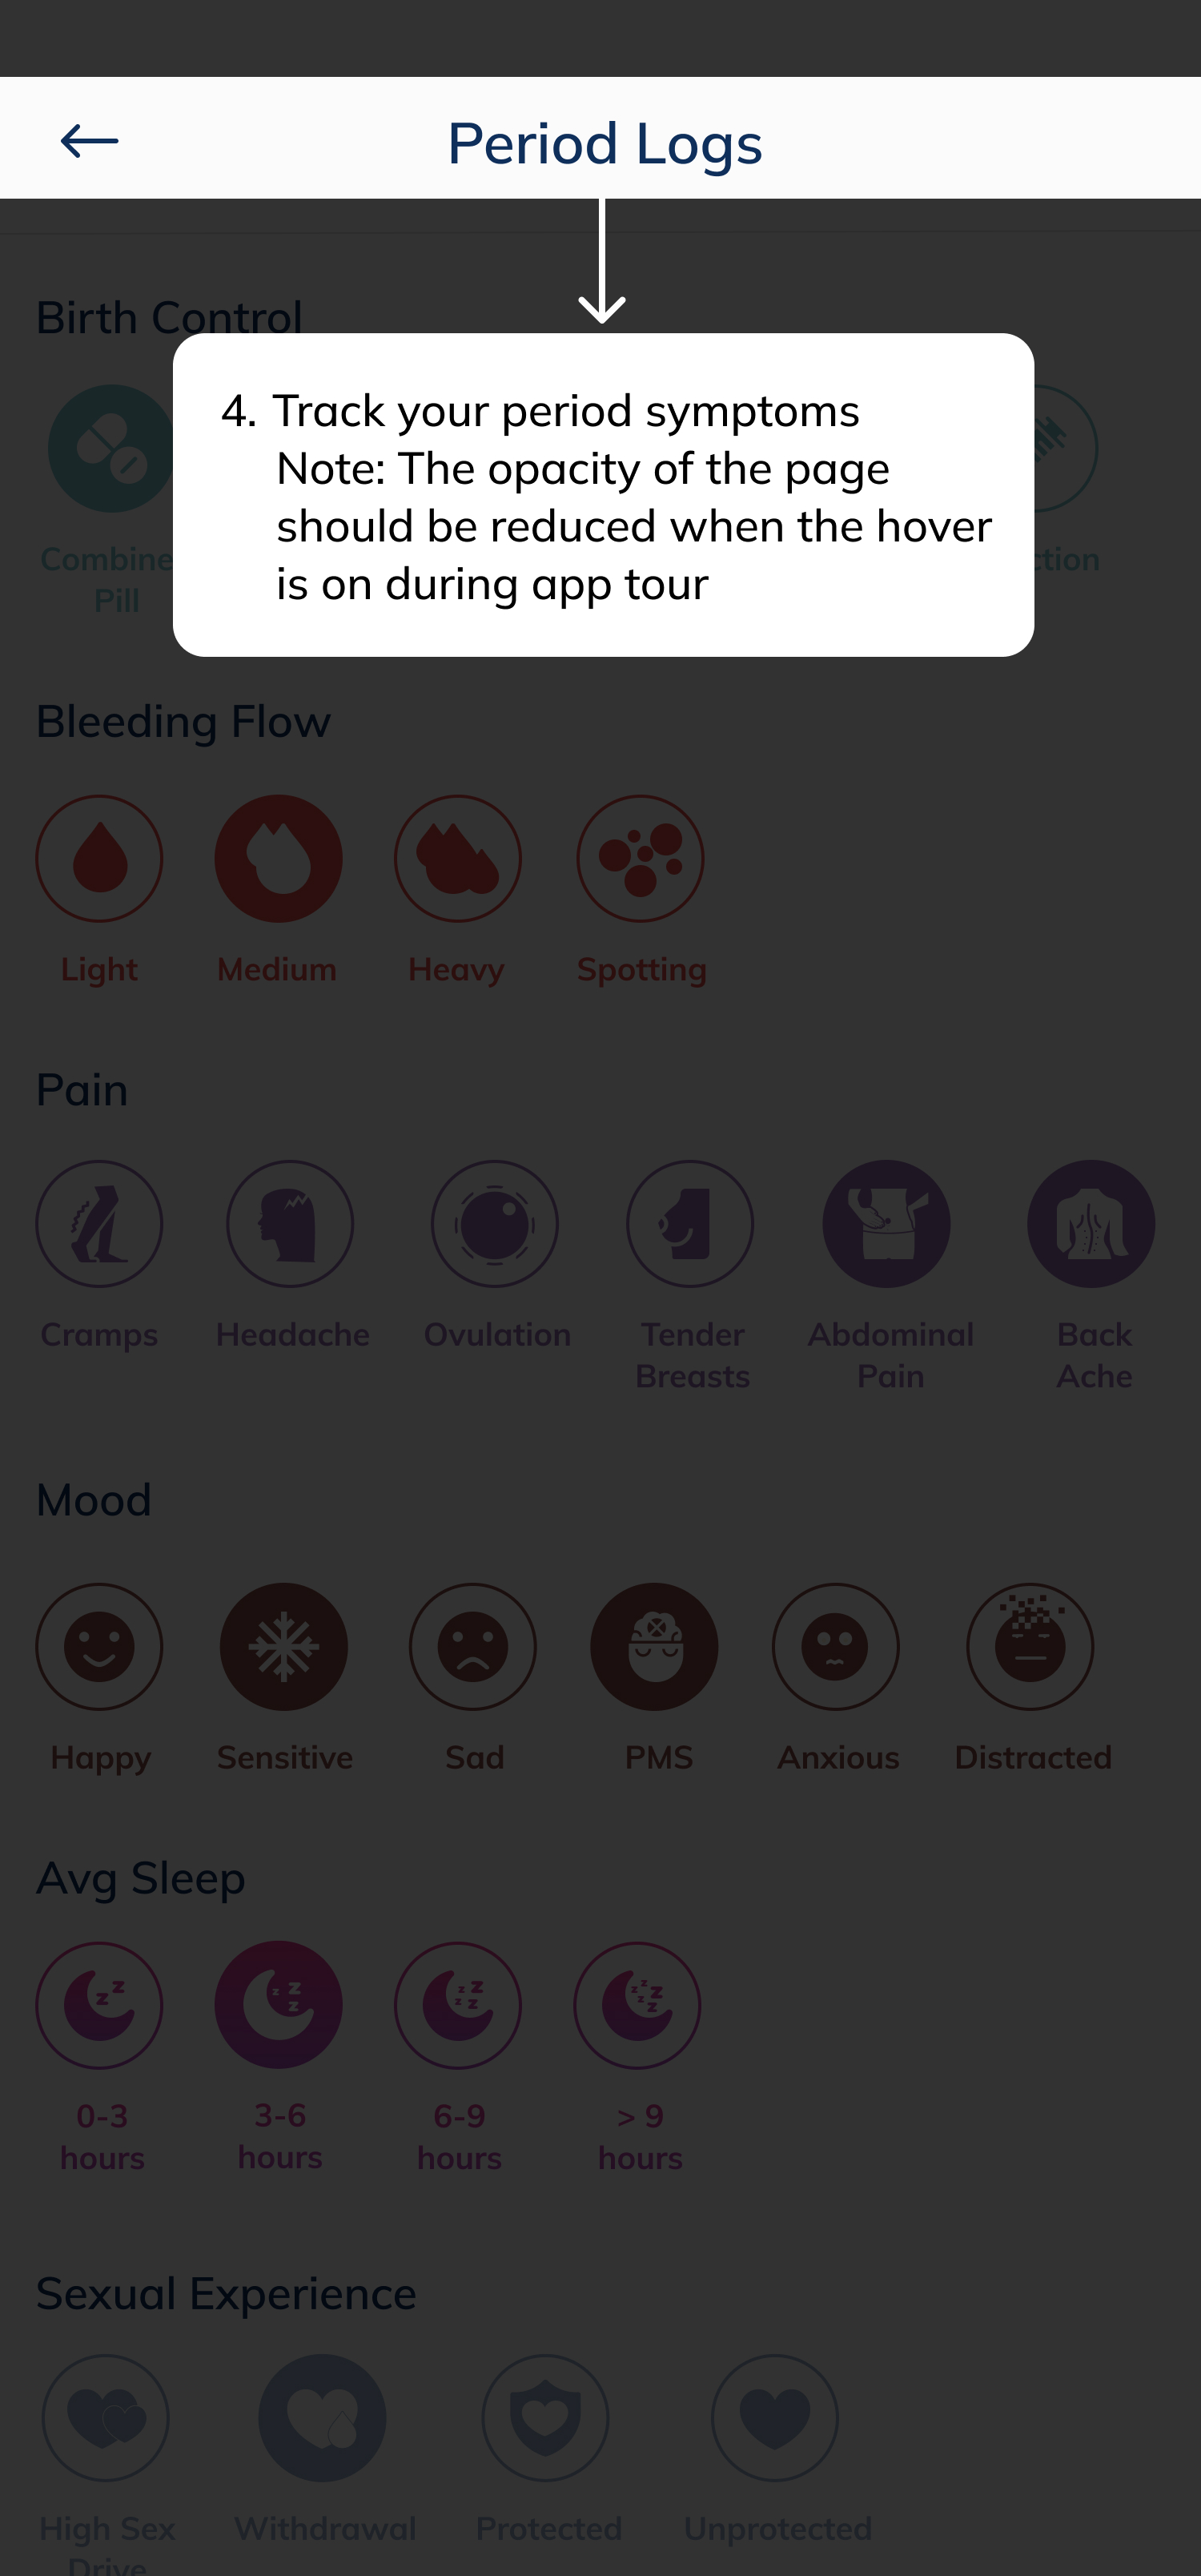 Period Logs
Birth Control
4. Track your period symptoms
Note: The opacity of the page
should be reduced when the hover
is on during app tour
Pill
Bleeding Flow
Light Medium Heavy Spotting
Pain
Cramps Headache Ovulation Tender Abdominal Back
Breasts Pain Ache
Mood
Happy Sensitive Sad PMS Anxious Distracted
Avg Sleep
0-3 3-6 6-9 > 9
hours hours hours hours
Sexual Experience
High Sex Withdrawal Protected Unprotected
Drive